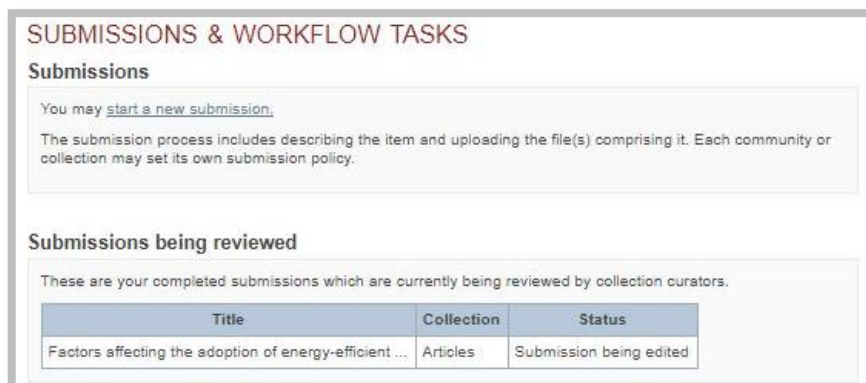 SUBMISSIONS & WORKFLOW TASKS
Submissions
You may start a new submission.
The submission process includes describing the item and uploading the file(s) comprising it. Each community or
collection may set its own submission policy.
Submissions being reviewed
These are your completed submissions which are currently being reviewed by collection curators.
Title Collection Status
Factors affecting the adoption of energy-efficient ... Articles Submission being edited